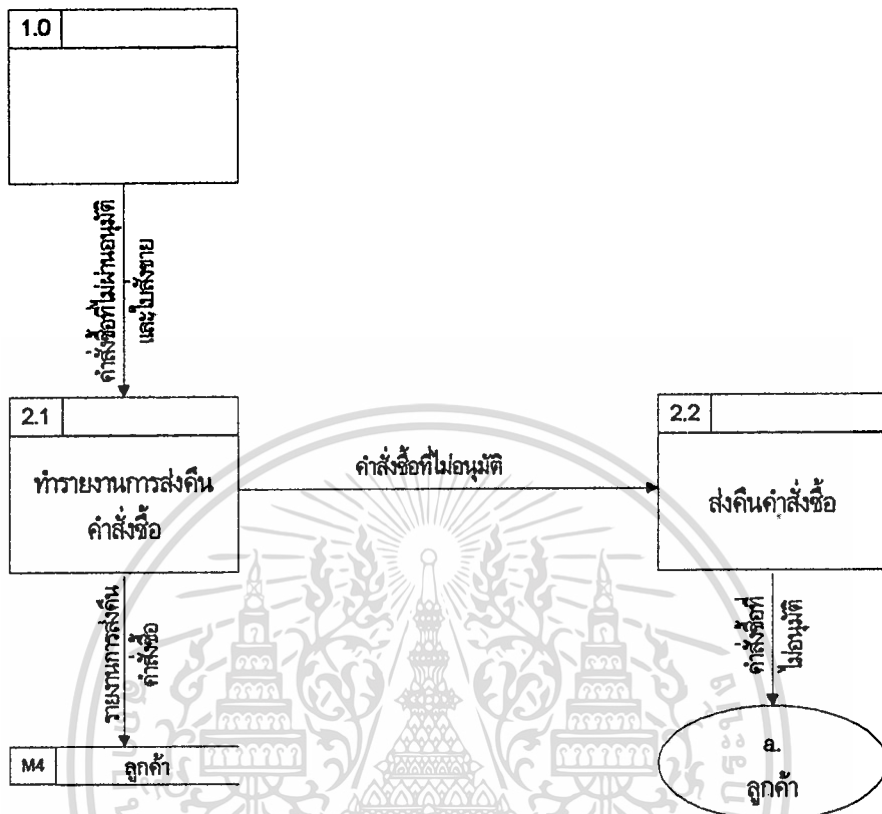 1.0
คำสั่งซื้อที่ไม่ผ่านอนุมัติ
และใบสั่งขาย
2.1
ทำรายงานการส่งคืน
คำสั่งซื้อ
คำสั่งซื้อที่ไม่อนุมัติ
2.2
ส่งคืนคำสั่งซื้อ
รายงานการส่งคืน
คำสั่งซื้อ
คำสั่งซื้อที่
ไม่อนุมัติ
M4
ลูกค้า
a.
ลูกค้า